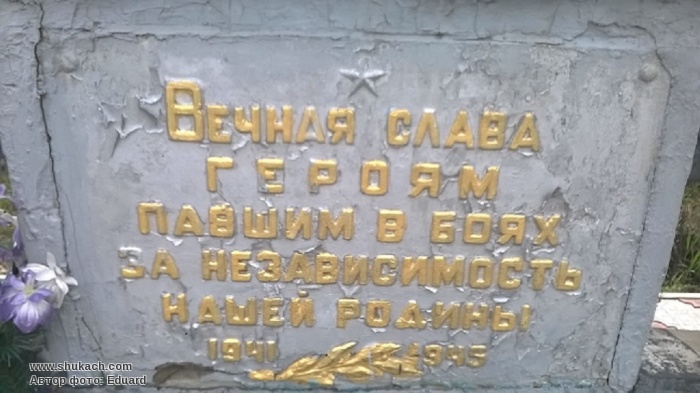 Вечная слава
героям
павшим в боях
за независимость
нашей Родины
1941 1945
www.shukach.com
Автор фото: Eduard